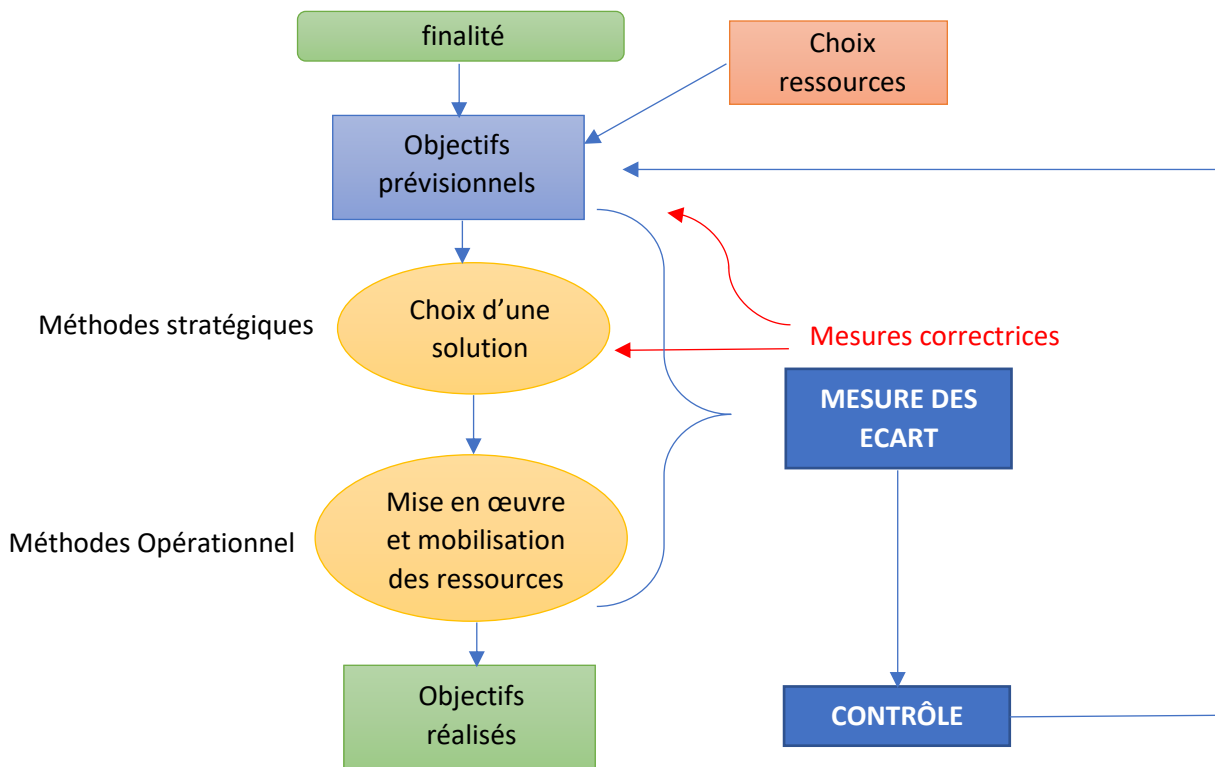 finalité
Choix
ressources
Objectifs
prévisionnels
Méthodes stratégiques
Choix d’une
solution
Mesures correctrices
MESURE DES
ECART
Méthodes Opérationnel
Mise en œuvre
et mobilisation
des ressources
Objectifs
réalisés
CONTRÔLE